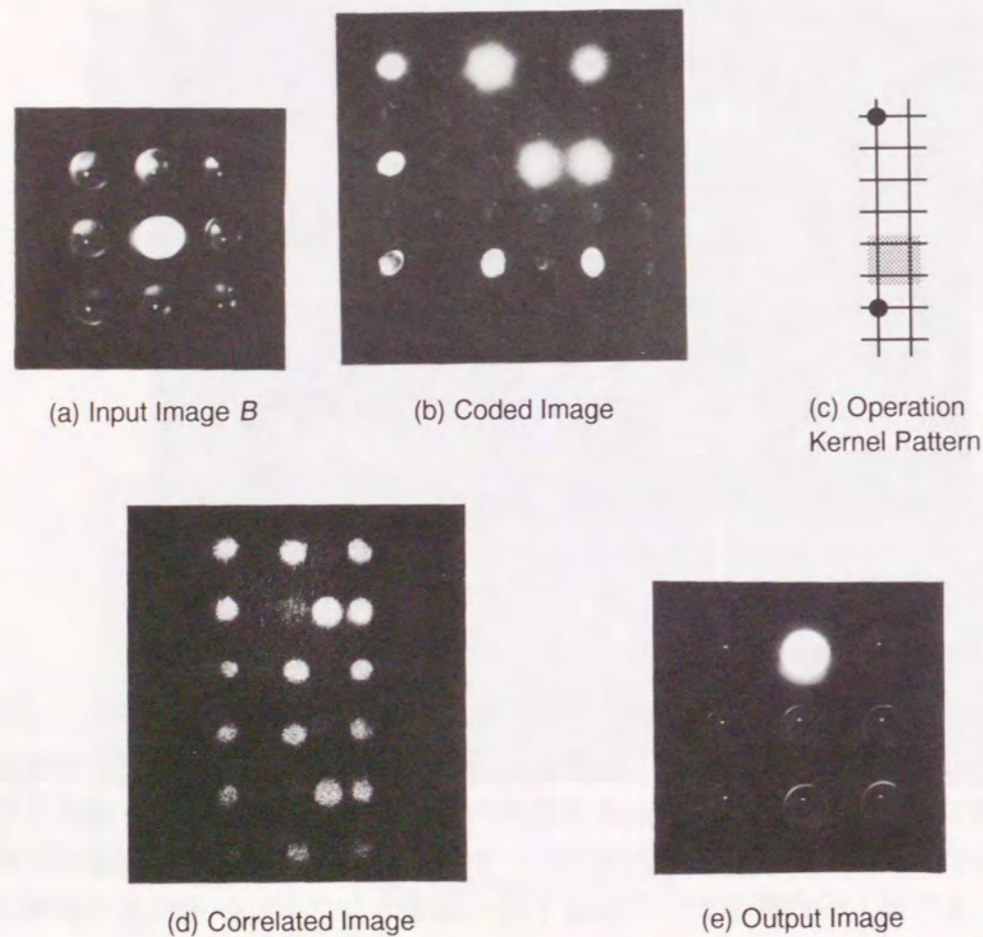 (a) Input Image B
(b) Coded Image
(c) Operation
Kernel Pattern
(d) Correlated Image
(e) Output Image